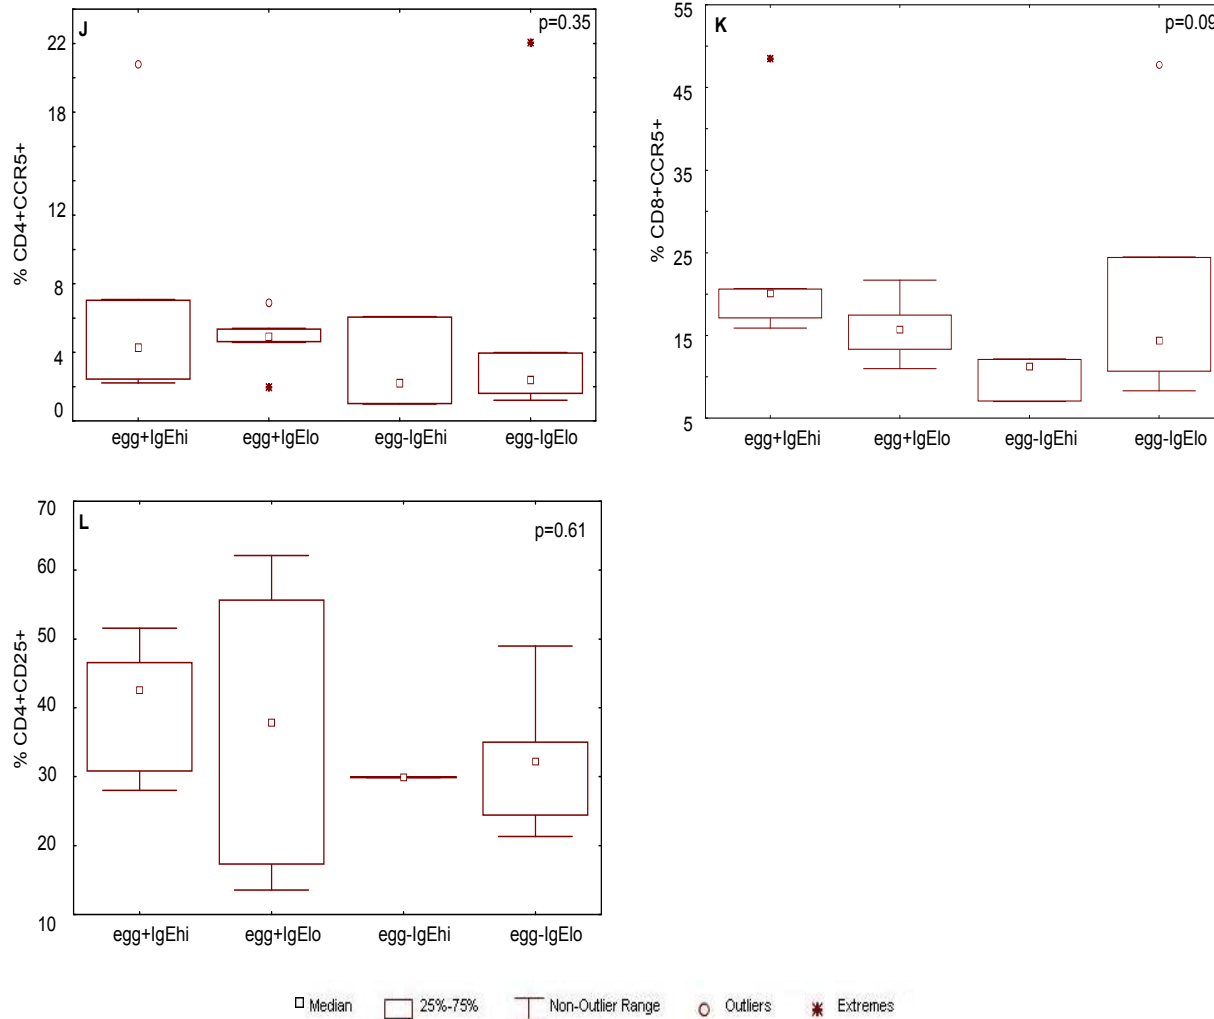 J
p=0.35
22
18
12
8
4
0
% CD4+CCR5+
egg+IgEhi egg+IgElo egg-IgEhi egg-IgElo
K
p=0.09
55
45
35
25
15
5
% CD8+CCR5+
egg+IgEhi egg+IgElo egg-IgEhi egg-IgElo
L
p=0.61
70
60
50
40
30
20
10
% CD4+CD25+
egg+IgEhi egg+IgElo egg-IgEhi egg-IgElo
Median 25%-75% Non-Outlier Range Outliers Extremes